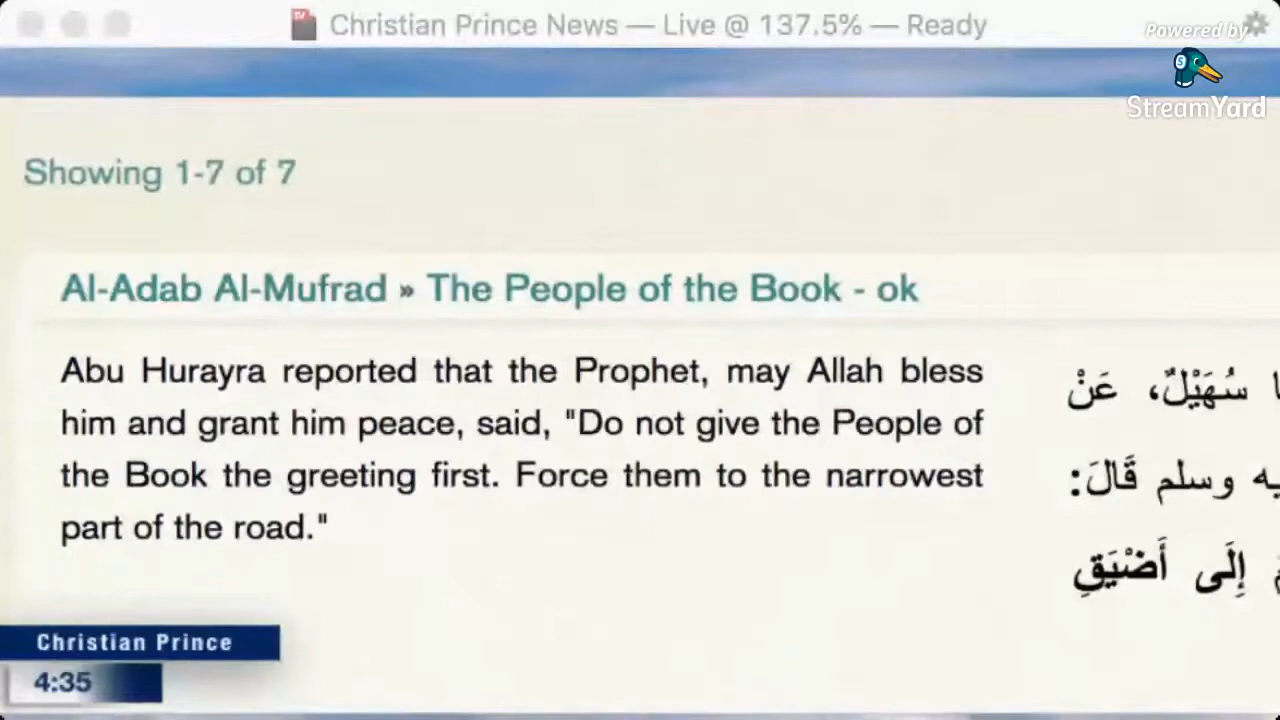 Christian Prince News — Live @ 137.5% — Ready
Powered by
StreamYard
Showing 1-7 of 7
Al-Adab Al-Mufrad » The People of the Book - ok
Abu Hurayra reported that the Prophet, may Allah bless
him and grant him peace, said, "Do not give the People of
the Book the greeting first. Force them to the narrowest
part of the road."
سُهَيْلٌ، عَنْ
وسلم قَالَ:
إِلَى أَضْيَقِ
Christian Prince
4:35